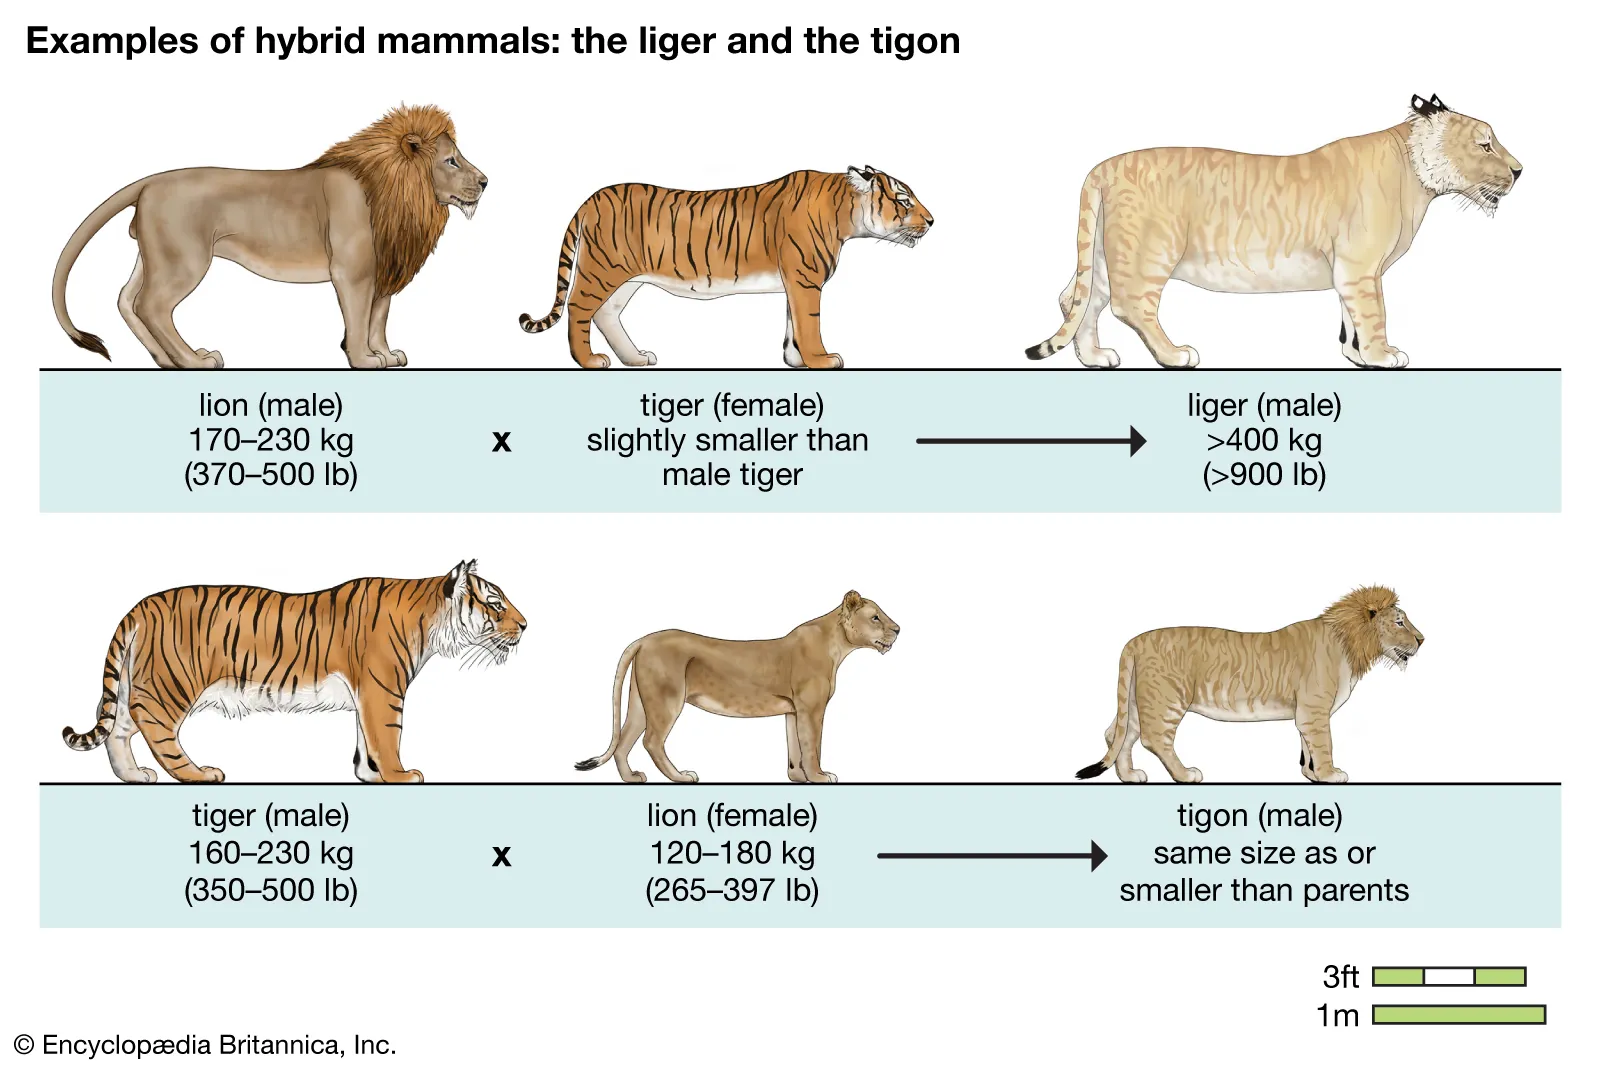 Examples of hybrid mammals: the liger and the tigon
lion (male)
170–230 kg
(370–500 lb)
x
tiger (female)
slightly smaller than
male tiger
liger (male)
>400 kg
(>900 lb)
tiger (male)
160–230 kg
(350–500 lb)
x
lion (female)
120–180 kg
(265–397 lb)
tigon (male)
same size as or
smaller than parents
3ft
1m
© Encyclopædia Britannica, Inc.